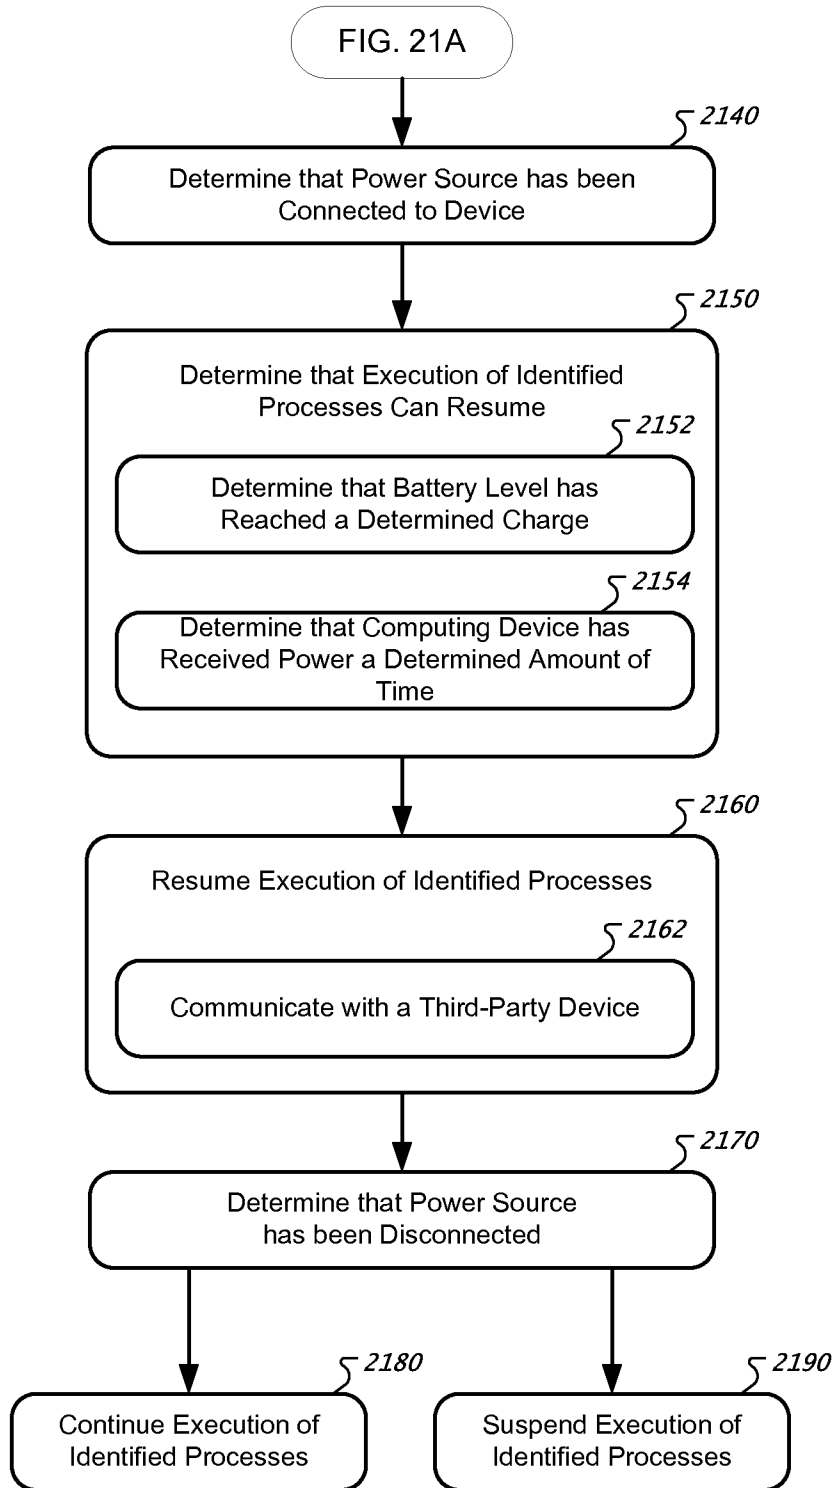 FIG. 21A
2140
Determine that Power Source has been
Connected to Device
2150
Determine that Execution of Identified
Processes Can Resume
2152
Determine that Battery Level has
Reached a Determined Charge
2154
Determine that Computing Device has
Received Power a Determined Amount of
Time
2160
Resume Execution of Identified Processes
2162
Communicate with a Third-Party Device
2170
Determine that Power Source
has been Disconnected
2180
Continue Execution of
Identified Processes
2190
Suspend Execution of
Identified Processes